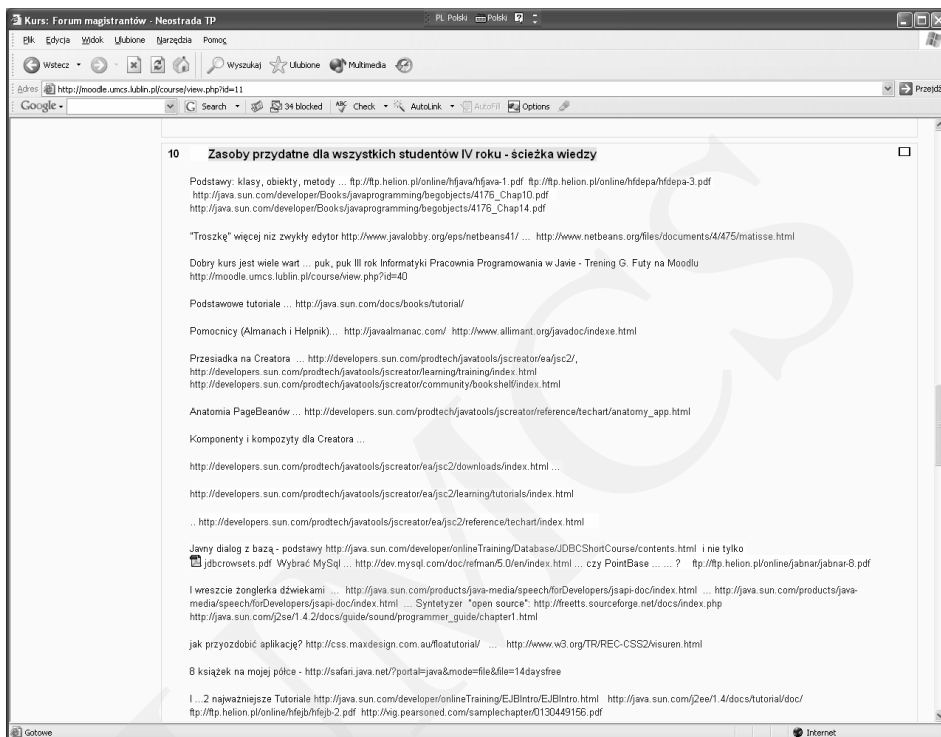 Kurs: Forum magistrantów - Neostrada TP
PL Polski Polski
Plik Edycja Widok Ulubione Narzędzia Pomoc
Wstecz Wyszukaj Ulubione Multimedia
Adres http://moodle.umcs.lublin.pl/course/view.php?id=11 Przejdź
Google Search 34 blocked Check AutoLink AutoFill Options
10 Zasoby przydatne dla wszystkich studentów IV roku - ścieżka wiedzy
Podstawy: klasy, obiekty, metody ... ftp://ftp.helion.pl/online/hfjava/hfjava-1.pdf ftp://ftp.helion.pl/online/hfdepa/hfdepa-3.pdf
http://java.sun.com/developer/Books/javaprogramming/begobjects/4176_Chap10.pdf
http://java.sun.com/developer/Books/javaprogramming/begobjects/4176_Chap14.pdf
"Troszkę" więcej niz zwykły edytor http://www.javalobby.org/eps/netbeans41/ ... http://www.netbeans.org/files/documents/4/475/matisse.html
Dobry kurs jest wiele wart ... puk, puk III rok Informatyki Pracownia Programowania w Javie - Trening G. Futy na Moodlu
http://moodle.umcs.lublin.pl/course/view.php?id=40
Podstawowe tutoriale ... http://java.sun.com/docs/books/tutorial/
Pomocnicy (Almanach i Helpnik)... http://javaalmanac.com/ http://www.allimant.org/javadoc/indexe.html
Przesiadka na Creatora ... http://developers.sun.com/prodtech/javatools/jscreator/ea/jsc2/,
http://developers.sun.com/prodtech/javatools/jscreator/learning/training/index.html
http://developers.sun.com/prodtech/javatools/jscreator/community/bookshelf/index.html
Anatomia PageBeanów ... http://developers.sun.com/prodtech/javatools/jscreator/reference/techart/anatomy_app.html
Komponenty i kompozyty dla Creatora ...
http://developers.sun.com/prodtech/javatools/jscreator/ea/jsc2/downloads/index.html ...
http://developers.sun.com/prodtech/javatools/jscreator/ea/jsc2/learning/tutorials/index.html
.. http://developers.sun.com/prodtech/javatools/jscreator/ea/jsc2/reference/techart/index.html
Javny dialog z bazą - podstawy http://java.sun.com/developer/onlineTraining/Database/JDBCShortCourse/contents.html i nie tylko
jdbcrowsets.pdf Wybrać MySql ... http://dev.mysql.com/doc/refman/5.0/en/index.html ... czy PointBase ... ... ? ftp://ftp.helion.pl/online/jabnar/jabnar-8.pdf
I wreszcie żonglerka dźwiekami ... http://java.sun.com/products/java-media/speech/forDevelopers/jsapi-doc/index.html ... http://java.sun.com/products/java-
media/speech/forDevelopers/jsapi-doc/index.html ... Syntetyzer "open source": http://freetts.sourceforge.net/docs/index.php
http://java.sun.com/j2se/1.4.2/docs/guide/sound/programmer_guide/chapter1.html
jak przyozdobić aplikację? http://css.maxdesign.com.au/floatutorial/ ... http://www.w3.org/TR/REC-CSS2/visuren.html
8 książek na mojej półce - http://safari.java.net/?portal=java&mode=file&file=14daysfree
I ...2 najważniejsze Tutoriale http://java.sun.com/developer/onlineTraining/EJBIntro/EJBIntro.html http://java.sun.com/j2ee/1.4/docs/tutorial/doc/
ftp://ftp.helion.pl/online/hfejb/hfejb-2.pdf http://vig.pearsoned.com/samplechapter/0130449156.pdf
Gotowe Internet
UMCS